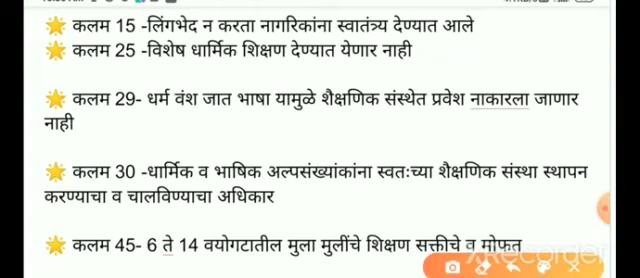 🌟 कलम 15 -लिंगभेद न करता नागरिकांना स्वातंत्र्य देण्यात आले
🌟 कलम 25 -विशेष धार्मिक शिक्षण देण्यात येणार नाही
🌟 कलम 29- धर्म वंश जात भाषा यामुळे शैक्षणिक संस्थेत प्रवेश नाकारला जाणार
नाही
🌟 कलम 30 -धार्मिक व भाषिक अल्पसंख्यांकांना स्वतःच्या शैक्षणिक संस्था स्थापन
करण्याचा व चालविण्याचा अधिकार
🌟 कलम 45- 6 ते 14 वयोगटातील मुला मुलींचे शिक्षण सक्तीचे व मोफत
XRecorder